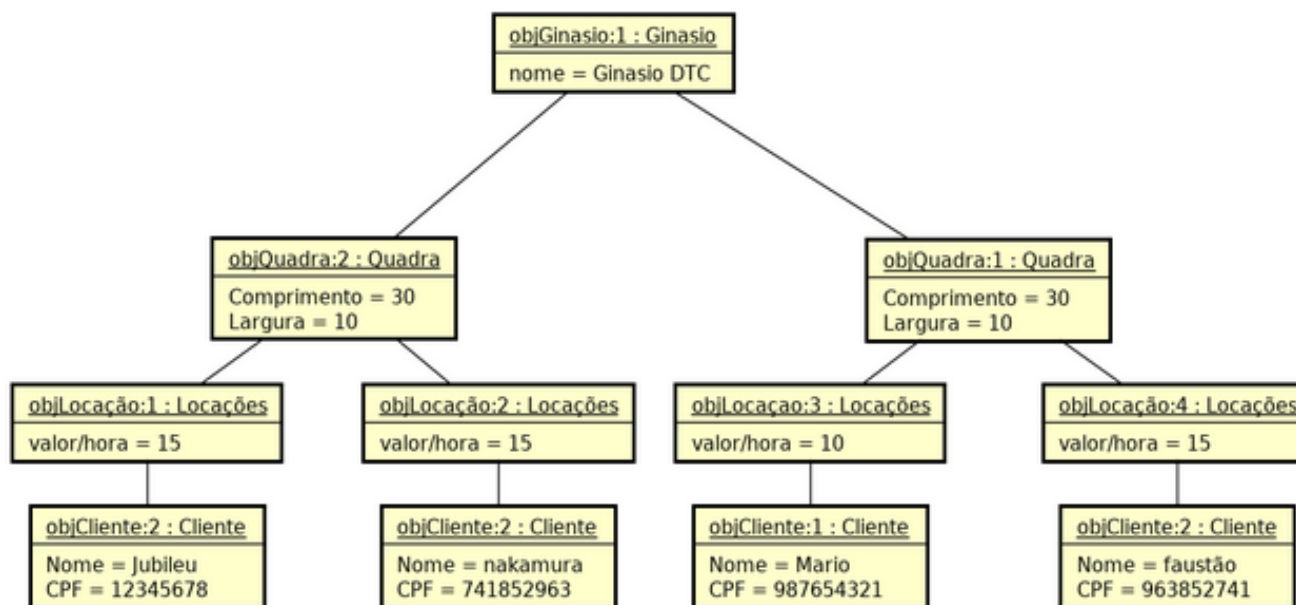 objGinasio:1 : Ginasio
nome = Ginasio DTC
objQuadra:2 : Quadra
Comprimento = 30
Largura = 10
objQuadra:1 : Quadra
Comprimento = 30
Largura = 10
objLocação:1 : Locações
valor/hora = 15
objLocação:2 : Locações
valor/hora = 15
objLocaçao:3 : Locações
valor/hora = 10
objLocação:4 : Locações
valor/hora = 15
objCliente:2 : Cliente
Nome = Jubileu
CPF = 12345678
objCliente:2 : Cliente
Nome = nakamura
CPF = 741852963
objCliente:1 : Cliente
Nome = Mario
CPF = 987654321
objCliente:2 : Cliente
Nome = faustão
CPF = 963852741